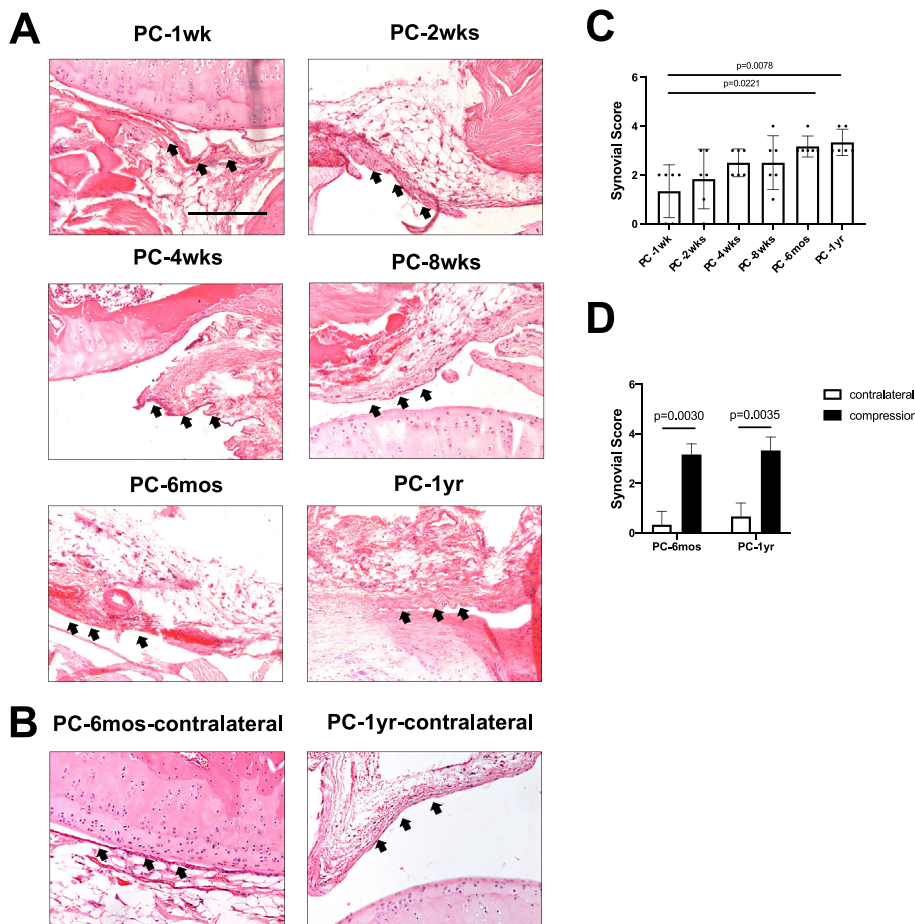 A
PC-1wk
PC-2wks
PC-4wks
PC-8wks
PC-6mos
PC-1yr
B
PC-6mos-contralateral
PC-1yr-contralateral
C
p=0.0078
p=0.0221
Synovial Score
6
4
2
0
PC-1wk
PC-2wks
PC-4wks
PC-8wks
PC-6mos
PC-1yr
D
contralateral
compression
p=0.0030
p=0.0035
Synovial Score
6
4
2
0
PC-6mos
PC-1yr